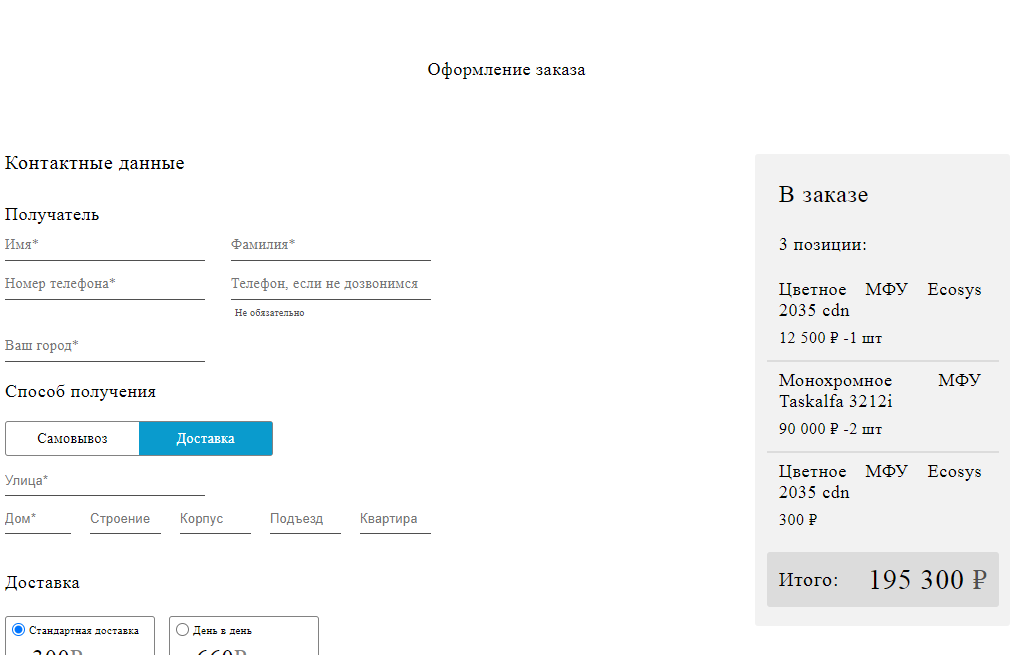 Оформление заказа
Контактные данные
Получатель
Имя*
Фамилия*
Номер телефона*
Телефон, если не дозвонимся
Не обязательно
Ваш город*
Способ получения
Самовывоз
Доставка
Улица*
Дом*
Строение
Корпус
Подъезд
Квартира
Доставка
Стандартная доставка
300₽
День в день
660₽
В заказе
3 позиции:
Цветное МФУ Ecosys
2035 cdn
12 500 ₽ -1 шт
Монохромное МФУ
Taskalfa 3212i
90 000 ₽ -2 шт
Цветное МФУ Ecosys
2035 cdn
300 ₽
Итого: 195 300 ₽